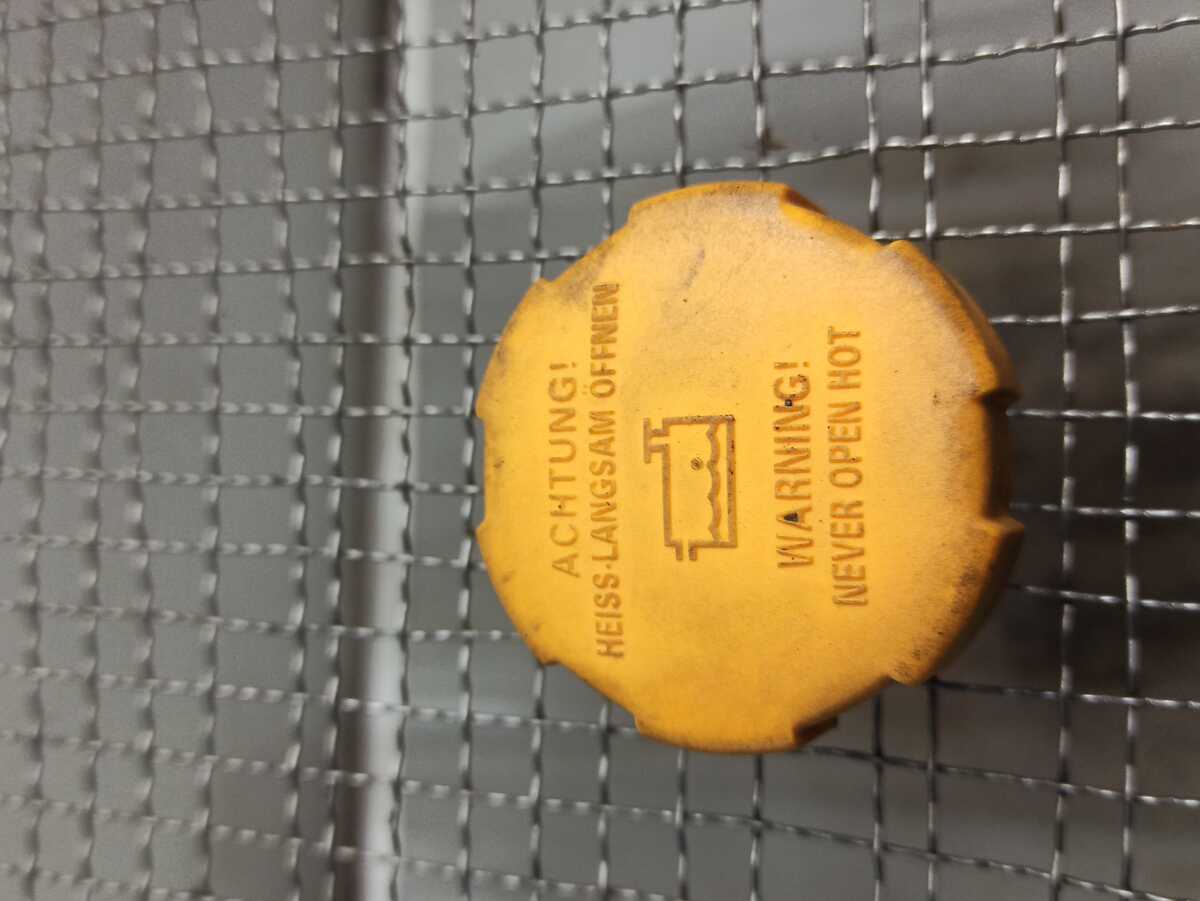 ACHTUNG!
HEISS-LANGSAM ÖFFNEN
WARNING!
NEVER OPEN HOT